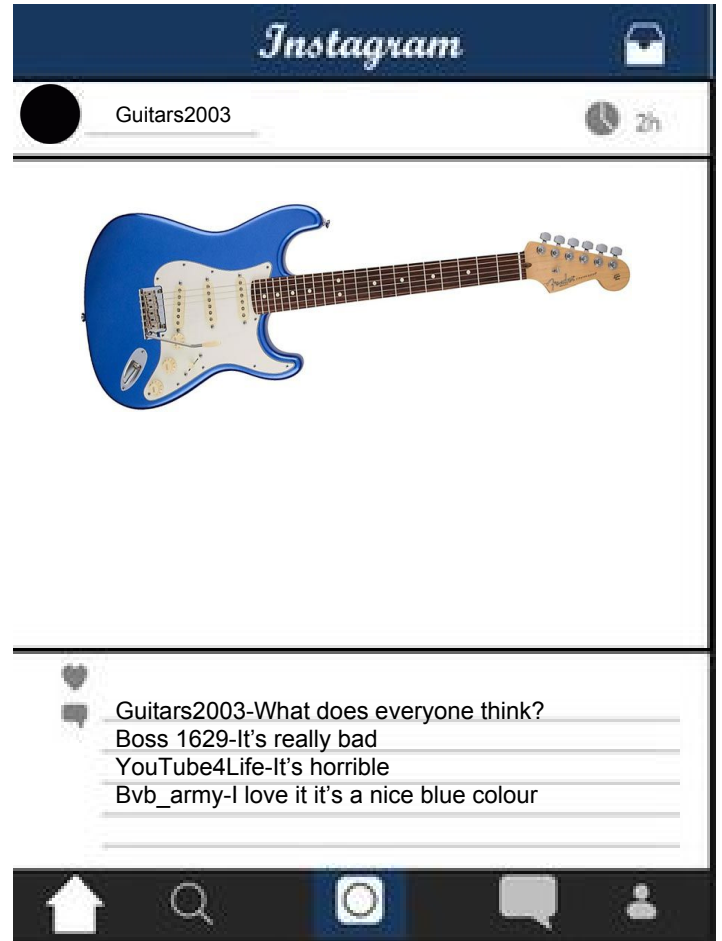 Instagram
Guitars2003
2h
Fender
Guitars2003-What does everyone think?
Boss 1629-It's really bad
YouTube4Life-It's horrible
Bvb_army-I love it it's a nice blue colour